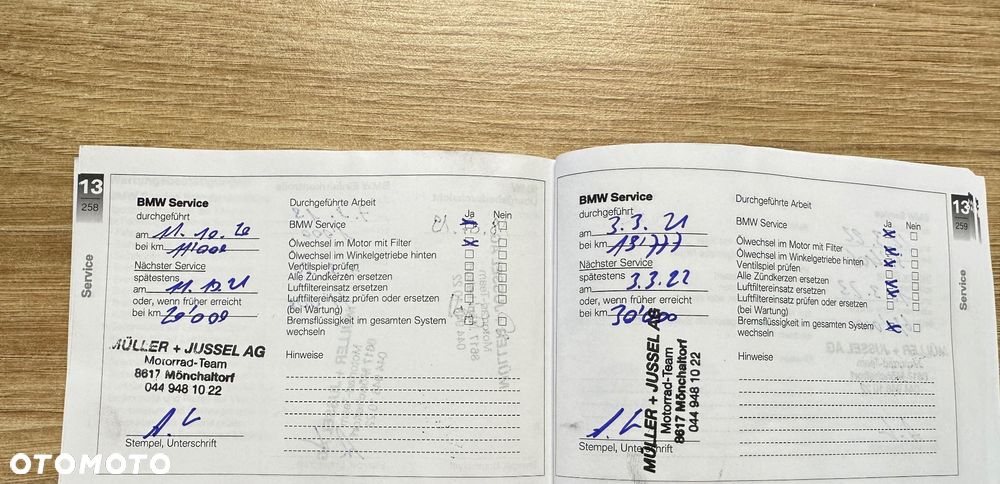 13
258
Service
BMW Service
durchgeführt
am 11.10.20
bei km 11'000
Nächster Service
spätestens
am 11.10.21
oder, wenn früher erreicht
bei km 20'000
MÜLLER + JUSSEL AG
Motorrad-Team
8617 Mönchaltorf
044 948 10 22
Stempel, Unterschrift
Durchgeführte Arbeit
Ja Nein
BMW Service
Ölwechsel im Motor mit Filter
Ölwechsel im Winkelgetriebe hinten
Ventilspiel prüfen
Alle Zündkerzen ersetzen
Luftfiltereinsatz ersetzen
Luftfiltereinsatz prüfen oder ersetzen
(bei Wartung)
Bremsflüssigkeit im gesamten System
wechseln
Hinweise
BMW Service
durchgeführt
am 3.3.21
bei km
Nächster Service
spätestens
am 3.3.22
oder, wenn früher erreicht
bei km 30'000
MÜLLER + JUSSEL AG
Motorrad-Team
8617 Mönchaltorf
044 948 10 22
Stempel, Unterschrift
Durchgeführte Arbeit
Ja Nein
BMW Service
Ölwechsel im Motor mit Filter
Ölwechsel im Winkelgetriebe hinten
Ventilspiel prüfen
Alle Zündkerzen ersetzen
Luftfiltereinsatz ersetzen
Luftfiltereinsatz prüfen oder ersetzen
(bei Wartung)
Bremsflüssigkeit im gesamten System
wechseln
Hinweise
13
259
Service
OTOMOTO